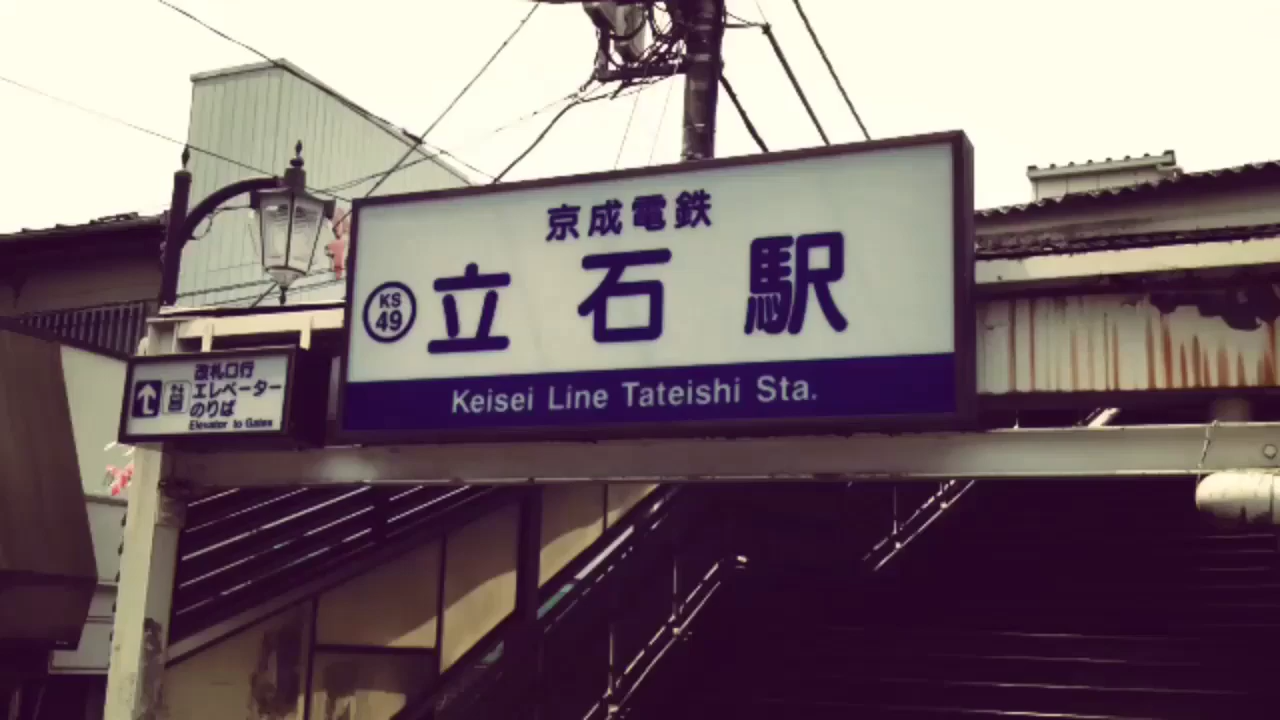 京成電鉄
KS
49
立石駅
Keisei Line Tateishi Sta.
改札口行
エレベーター
のりば
Elevator to Gates